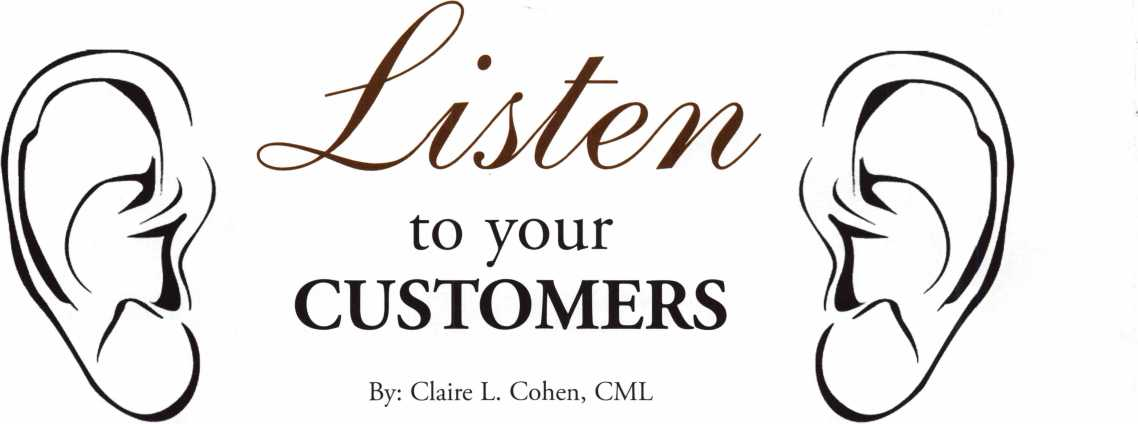 Listen
to your
CUSTOMERS
By: Claire L. Cohen, CML